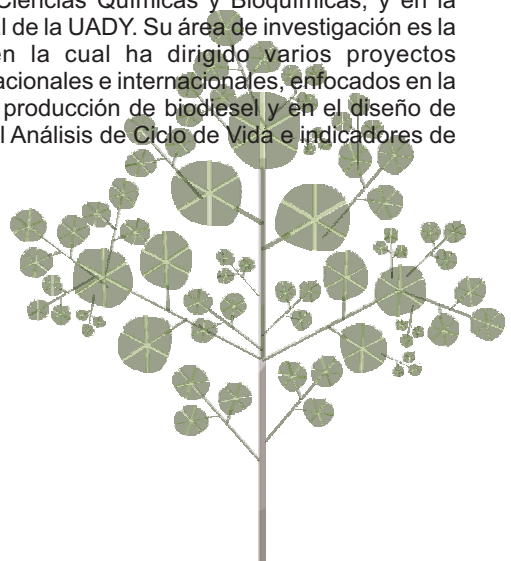 Ciencias Químicas y Bioquímicas, y en la
al de la UADY. Su área de investigación es la
en la cual ha dirigido varios proyectos
acionales e internacionales, enfocados en la
producción de biodiesel y en el diseño de
l Análisis de Ciclo de Vida e indicadores de